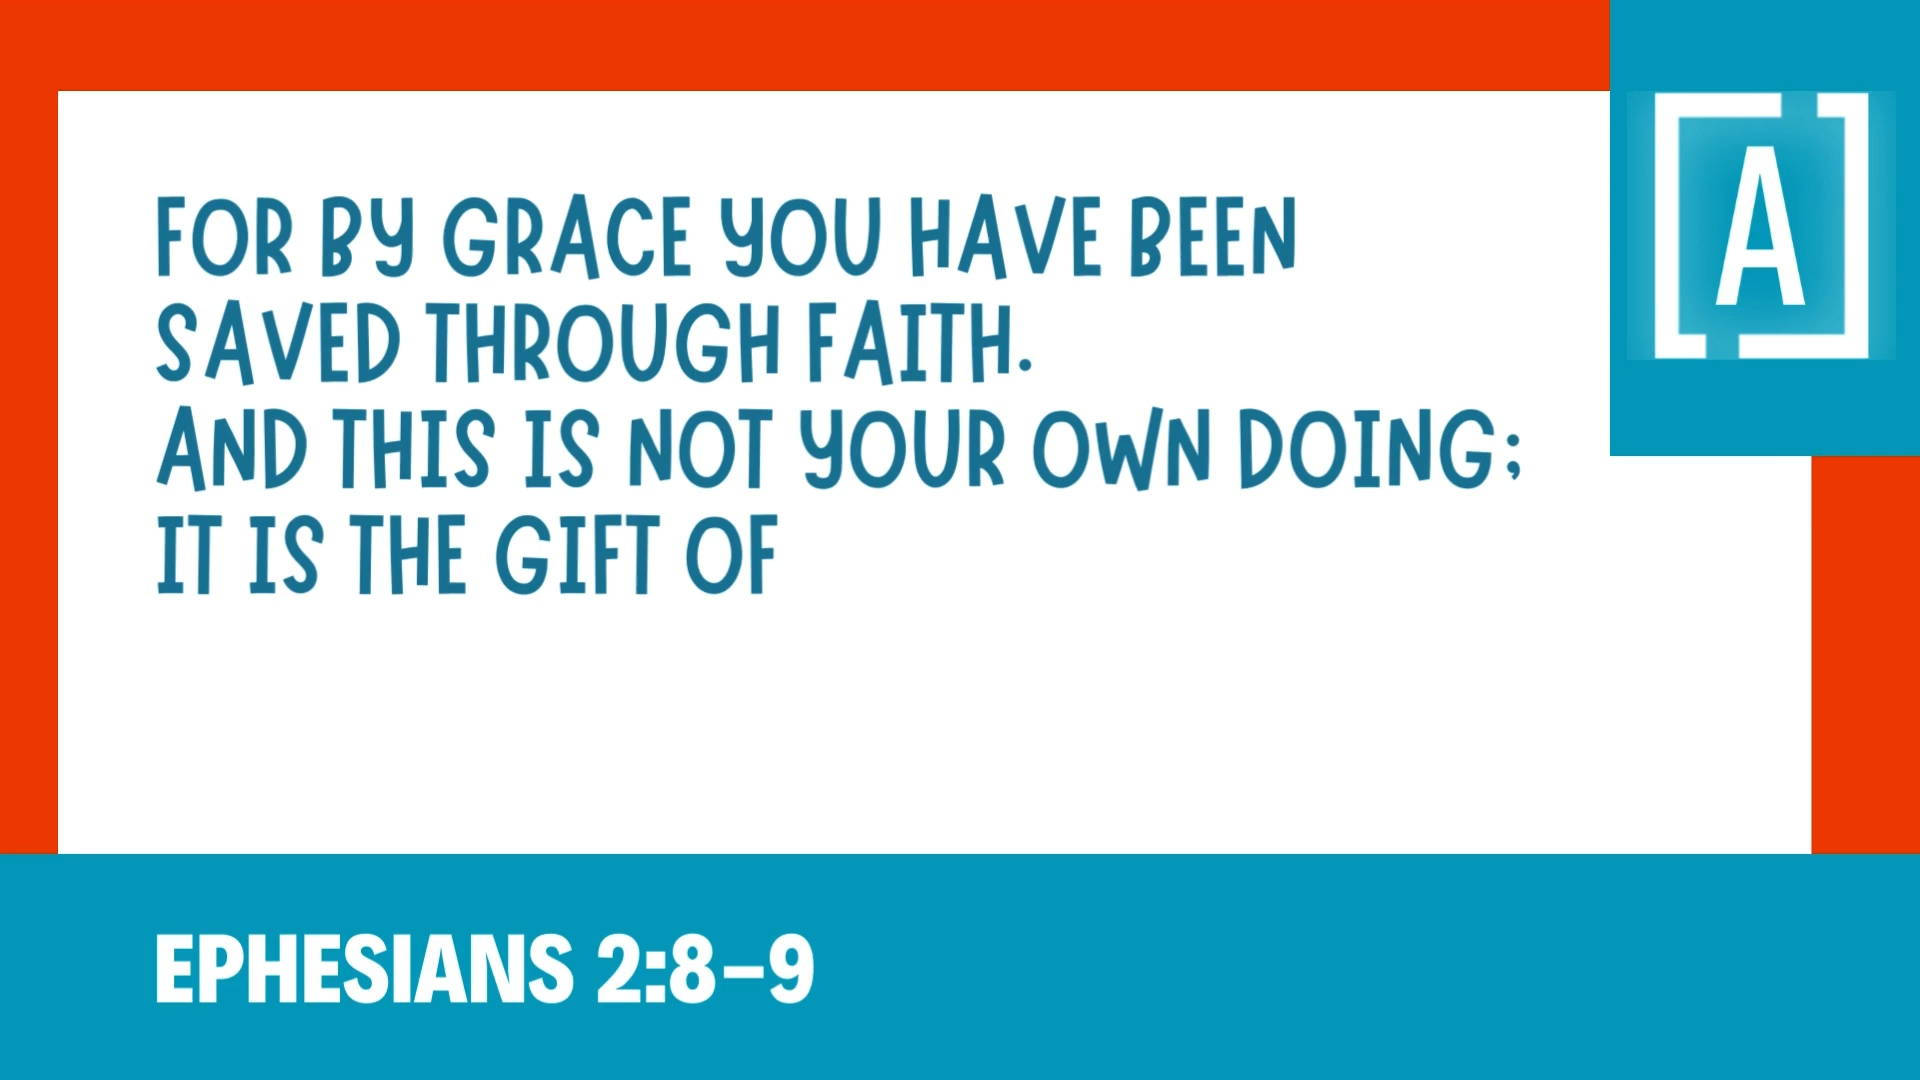 FOR BY GRACE YOU HAVE BEEN
SAVED THROUGH FAITH.
AND THIS IS NOT YOUR OWN DOING;
IT IS THE GIFT OF
A
EPHESIANS 2:8–9